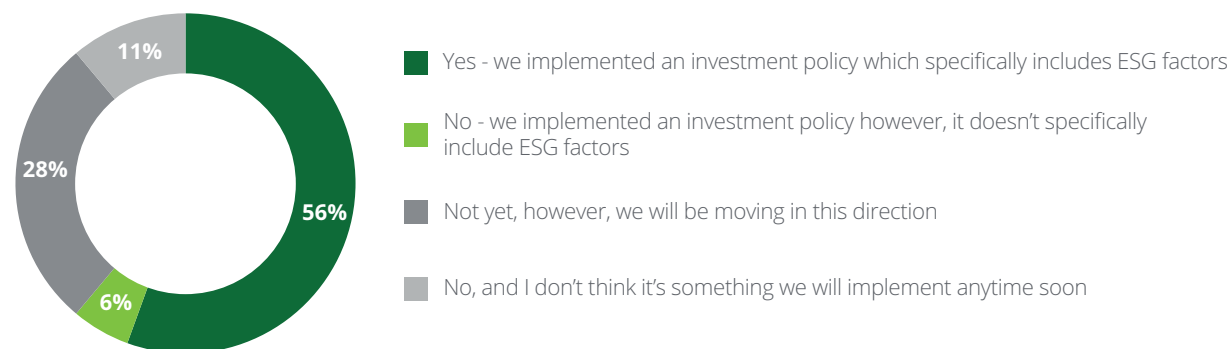 11%
Yes - we implemented an investment policy which specifically includes ESG factors
No - we implemented an investment policy however, it doesn’t specifically
include ESG factors
28%
56%
Not yet, however, we will be moving in this direction
6%
No, and I don’t think it’s something we will implement anytime soon